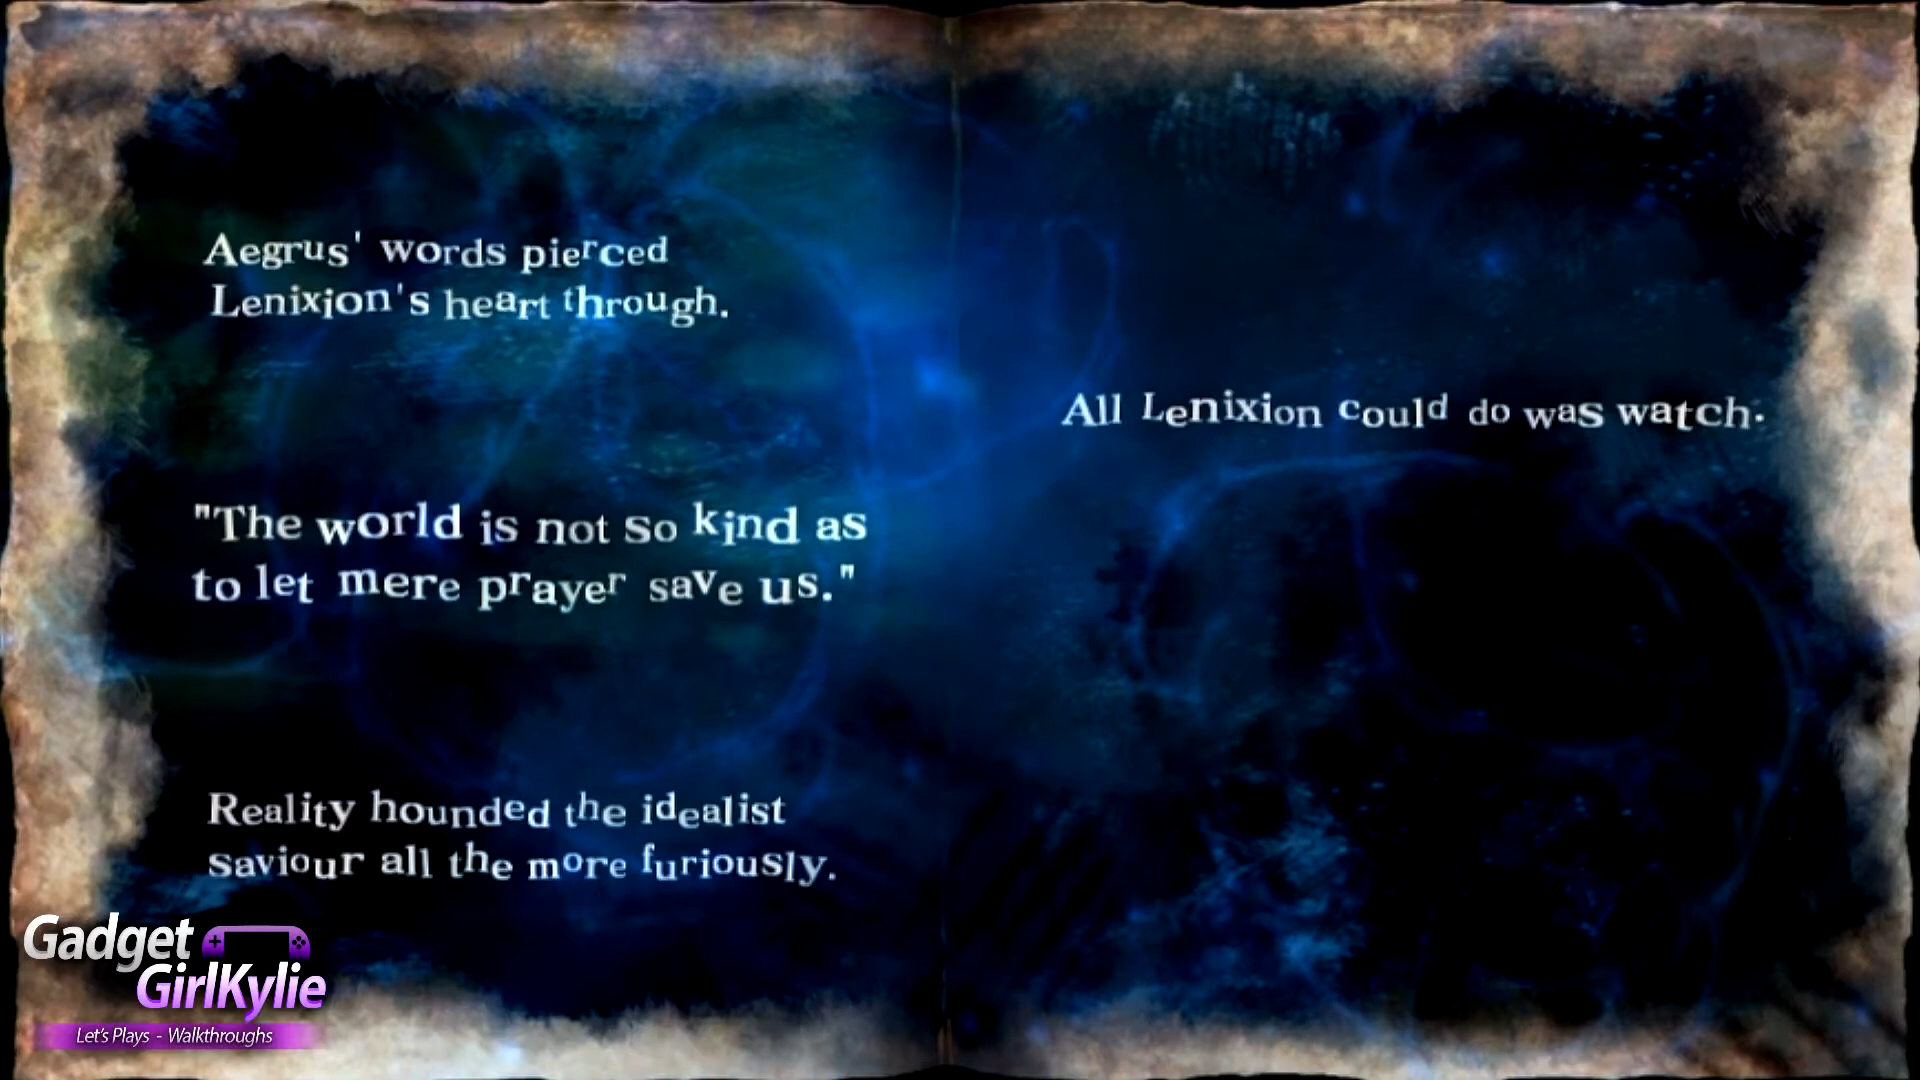 Aegrus' words pierced
Lenixion's heart through.
"The world is not so kind as
to let mere prayer save us."
Reality hounded the idealist
saviour all the more furiously.
All Lenixion could do was watch.
Gadget
GirlKylie
Let's Plays - Walkthroughs